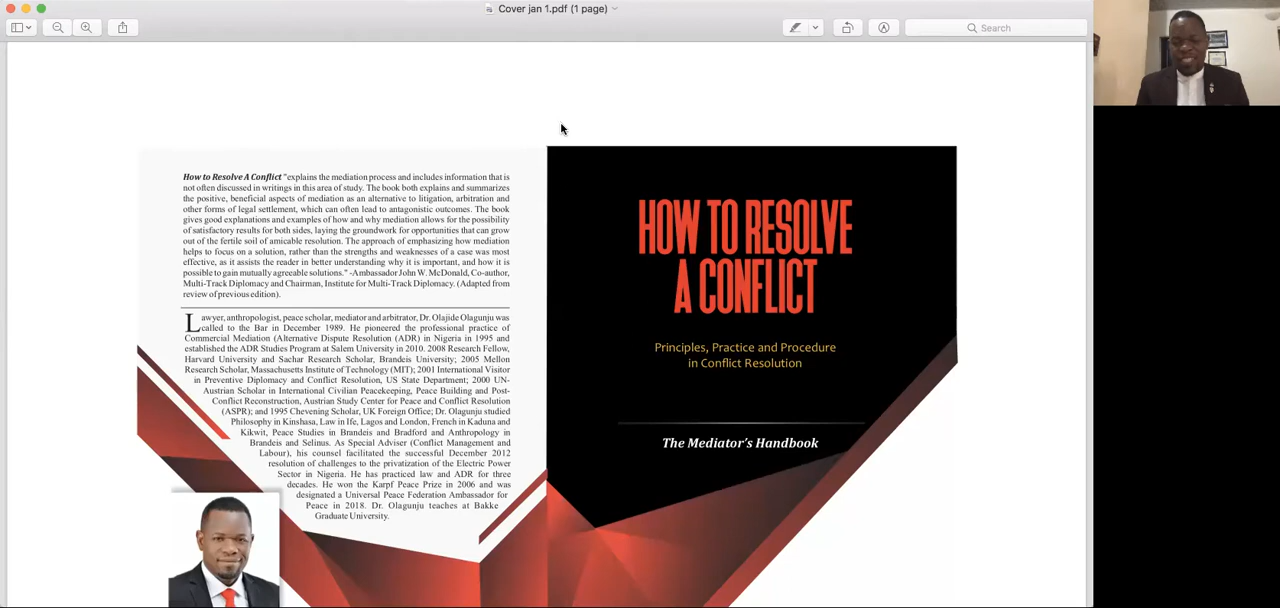 Cover jan 1.pdf (1 page)
Search
How to Resolve A Conflict "explains the mediation process and includes information that is
not often discussed in writings in this area of study. The book both explains and summarizes
the positive, beneficial aspects of mediation as an alternative to litigation, arbitration and
other forms of legal settlement, which can often lead to antagonistic outcomes. The book
gives good explanations and examples of how and why mediation allows for the possibility
of satisfactory results for both sides, laying the groundwork for opportunities that can grow
out of the fertile soil of amicable resolution. The approach of emphasizing how mediation
helps to focus on a solution, rather than the strengths and weaknesses of a case was most
effective, as it assists the reader in better understanding why it is important, and how it is
possible to gain mutually agreeable solutions." -Ambassador John W. McDonald, Co-author,
Multi-Track Diplomacy and Chairman, Institute for Multi-Track Diplomacy. (Adapted from
review of previous edition).
Lawyer, anthropologist, peace scholar, mediator and arbitrator, Dr. Olajide Olagunju was
called to the Bar in December 1989. He pioneered the professional practice of
Commercial Mediation (Alternative Dispute Resolution (ADR) in Nigeria in 1995 and
established the ADR Studies Program at Salem University in 2010. 2008 Research Fellow,
Harvard University and Sachar Research Scholar, Brandeis University; 2005 Mellon
Research Scholar, Massachusetts Institute of Technology (MIT); 2001 International Visitor
in Preventive Diplomacy and Conflict Resolution, US State Department; 2000 UN-
Austrian Scholar in International Civilian Peacekeeping, Peace Building and Post-
Conflict Reconstruction, Austrian Study Center for Peace and Conflict Resolution
(ASPR); and 1995 Chevening Scholar, UK Foreign Office; Dr. Olagunju studied
Philosophy in Kinshasa, Law in Ife, Lagos and London, French in Kaduna and
Kikwit, Peace Studies in Brandeis and Bradford and Anthropology in
Brandeis and Selinus. As Special Adviser (Conflict Management and
Labour), his counsel facilitated the successful December 2012
resolution of challenges to the privatization of the Electric Power
Sector in Nigeria. He has practiced law and ADR for three
decades. He won the Karpf Peace Prize in 2006 and was
designated a Universal Peace Federation Ambassador for
Peace in 2018. Dr. Olagunju teaches at Bakke
Graduate University.
HOW TO RESOLVE
A CONFLICT
Principles, Practice and Procedure
in Conflict Resolution
The Mediator's Handbook